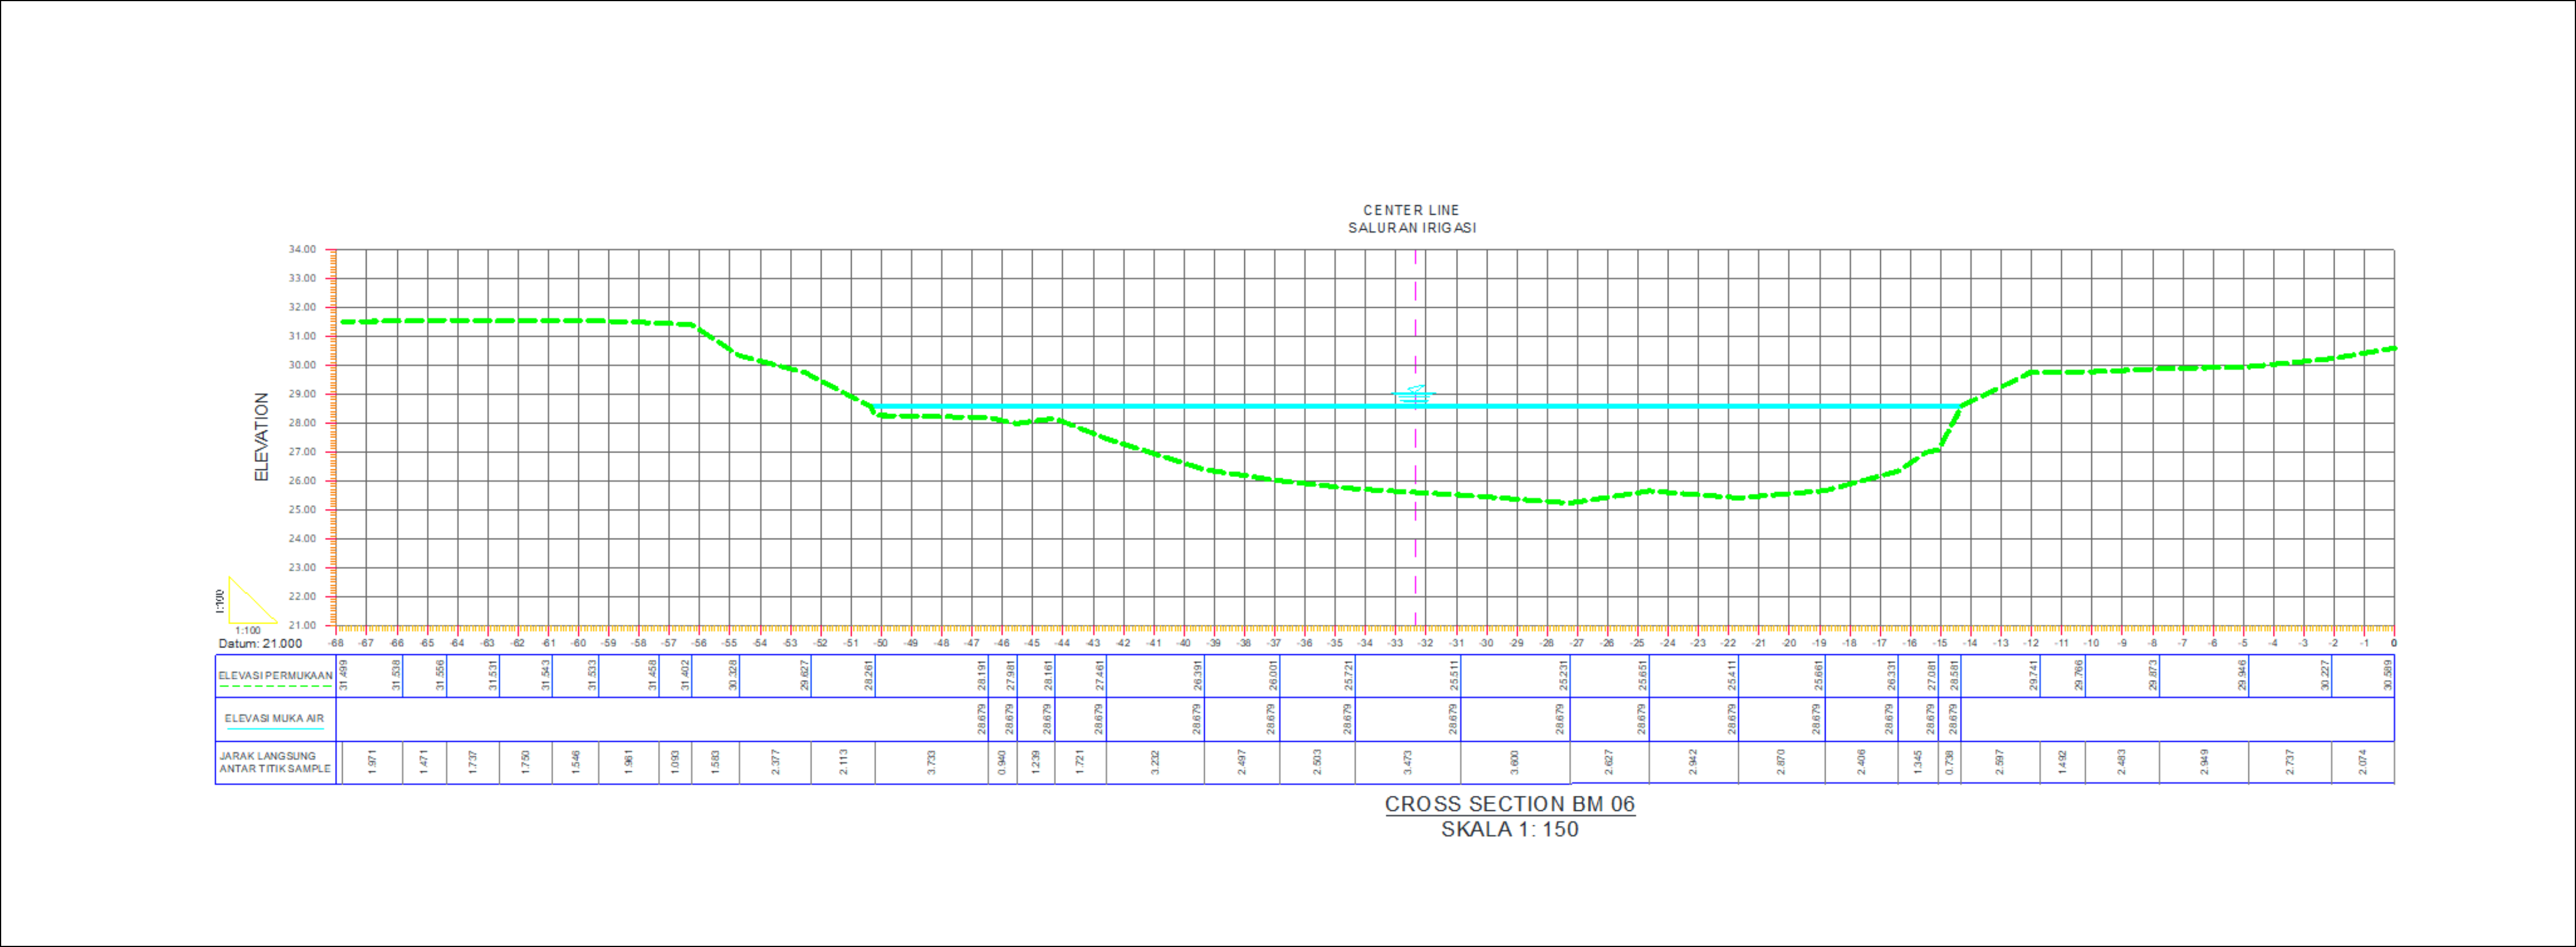 CENTER LINE
SALURAN IRIGASI
34.00
33.00
32.00
31.00
30.00
29.00
28.00
27.00
26.00
25.00
24.00
23.00
22.00
21.00
ELEVATION
1:100
1:100
Datum: 21.000
-68 -67 -66 -65 -64 -63 -62 -61 -60 -59 -58 -57 -56 -55 -54 -53 -52 -51 -50 -49 -48 -47 -46 -45 -44 -43 -42 -41 -40 -39 -38 -37 -36 -35 -34 -33 -32 -31 -30 -29 -28 -27 -26 -25 -24 -23 -22 -21 -20 -19 -18 -17 -16 -15 -14 -13 -12 -11 -10 -9 -8 -7 -6 -5 -4 -3 -2 -1 0
ELEVASI PERMUKAAN
31.499 31.538 31.556 31.531 31.543 31.533 31.458 31.402 30.328 29.627 28.261 28.191 27.981 28.161 27.461 26.391 26.001 25.721 25.511 25.231 25.651 25.411 25.661 26.331 27.081 28.581 29.741 29.766 29.873 29.946 30.227 30.589
ELEVASI MUKA AIR
28.679 28.679 28.679 28.679 28.679 28.679 28.679 28.679 28.679 28.679 28.679 28.679 28.679 28.679 28.679
JARAK LANGSUNG
ANTAR TITIK SAMPLE
1.971 1.471 1.737 1.750 1.546 1.961 1.093 1.583 2.377 2.113 3.733 0.940 1.239 1.721 3.232 2.497 2.503 3.473 3.600 2.627 2.942 2.870 2.406 1.345 0.738 2.597 1.492 2.483 2.949 2.737 2.074
CROSS SECTION BM 06
SKALA 1: 150